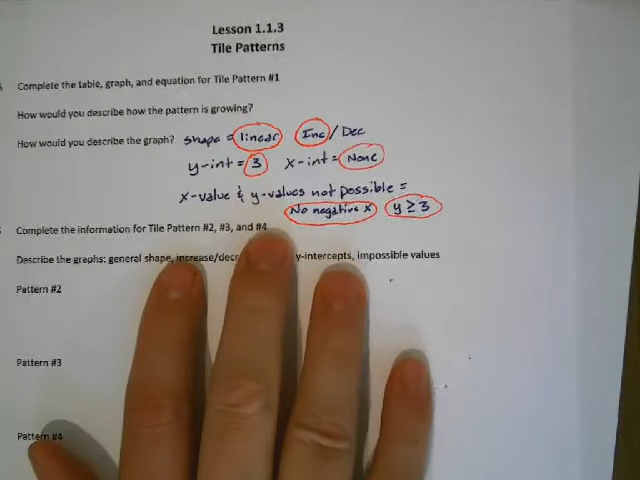 Lesson 1.1.3
Tile Patterns
Complete the table, graph, and equation for Tile Pattern #1
How would you describe how the pattern is growing?
How would you describe the graph? shape = linear Inc / Dec
y-int = 3 x-int = None
x-value & y-values not possible =
No negative x y ≥ 3
Complete the information for Tile Pattern #2, #3, and #4
Describe the graphs: general shape, increase/decr y-intercepts, impossible values
Pattern #2
Pattern #3
Pattern #4